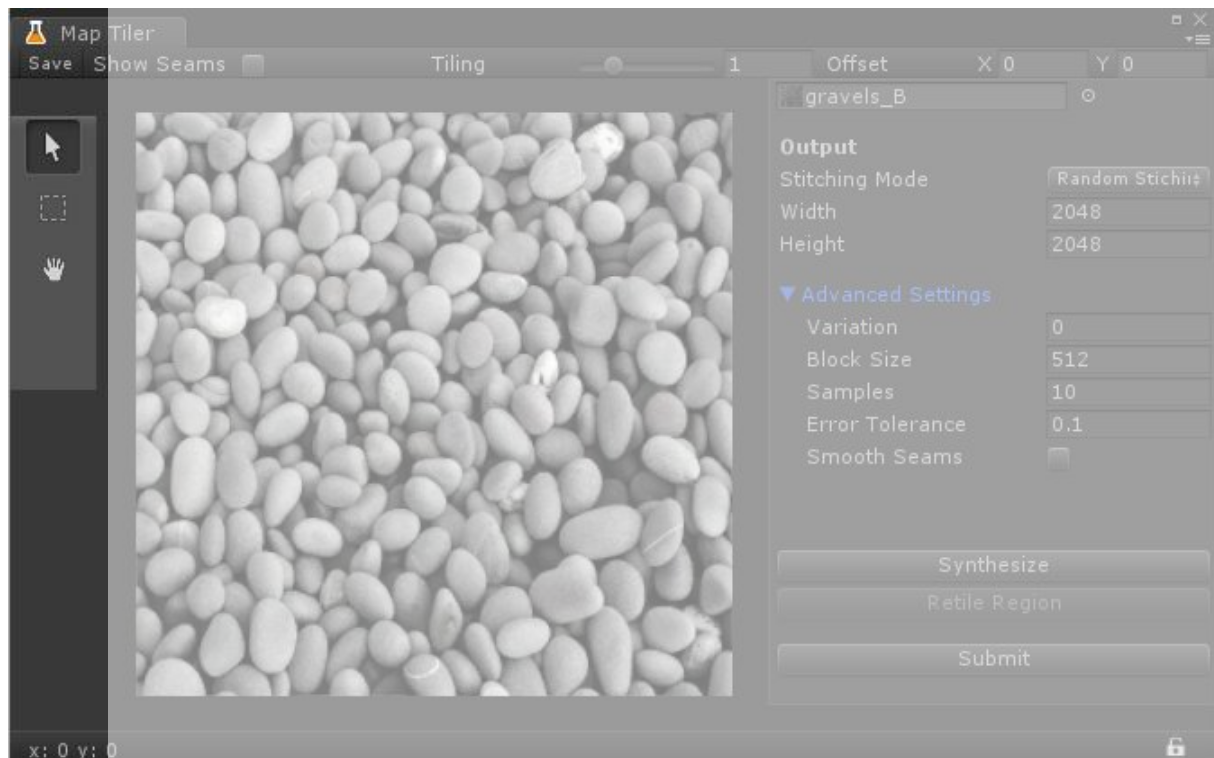 Map Tiler
Save Show Seams Tiling 1 Offset X 0 Y 0
gravels_B
Output
Stitching Mode Random Stichi
Width 2048
Height 2048
Advanced Settings
Variation 0
Block Size 512
Samples 10
Error Tolerance 0.1
Smooth Seams
Synthesize
Retile Region
Submit
x: 0 y: 0